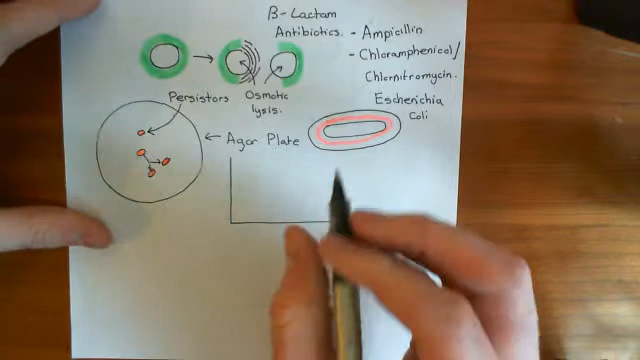 β-Lactam
Antibiotics. - Ampicillin
- Chloramphenicol/
Chlornitromycin.
Persistors
Osmotic
lysis.
Escherichia
Coli
Agar Plate